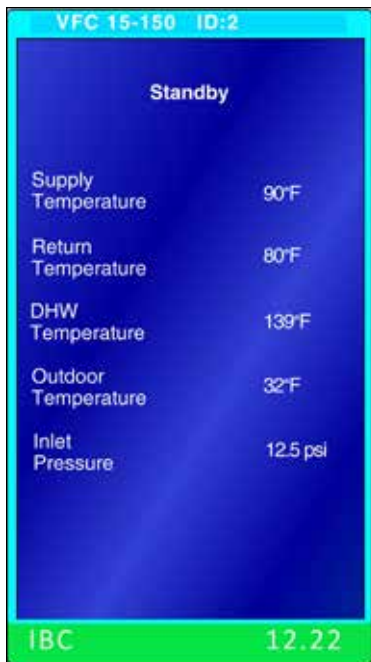 VFC 15-150 ID:2
Standby
Supply
Temperature 90°F
Return
Temperature 80°F
DHW
Temperature 139°F
Outdoor
Temperature 32°F
Inlet
Pressure 12.5 psi
IBC 12.22